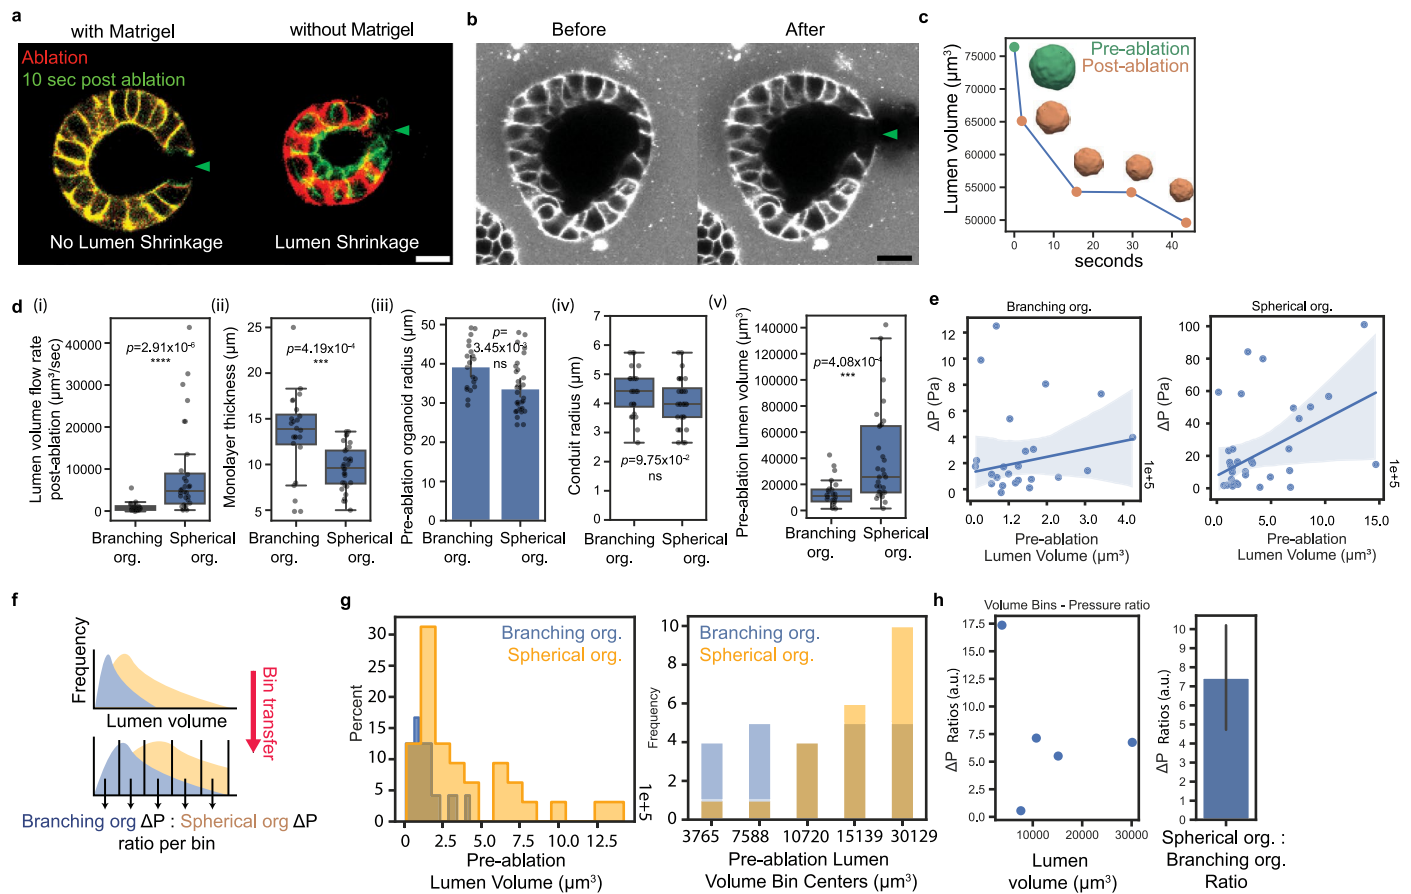 a
with Matrigel
without Matrigel
Ablation
10 sec post ablation
No Lumen Shrinkage
Lumen Shrinkage
b
Before
After
c
Lumen volume (μm³)
75000
70000
65000
60000
55000
50000
Pre-ablation
Post-ablation
0
10
20
30
40
seconds
d
(i)
Lumen volume flow rate
post-ablation (μm³/sec)
40000
30000
20000
10000
0
p=2.91x10⁻⁶
****
Branching
org.
Spherical
org.
(ii)
Monolayer thickness (μm)
25
20
15
10
5
p=4.19x10⁻⁴
***
Branching
org.
Spherical
org.
(iii)
Pre-ablation organoid radius (μm)
50
40
30
20
10
0
p=
3.45x10⁻
ns
Branching
org.
Spherical
org.
(iv)
Conduit radius (μm)
7
6
5
4
3
2
1
0
p=9.75x10⁻²
ns
Branching
org.
Spherical
org.
(v)
Pre-ablation lumen volume (μm³)
140000
120000
100000
80000
60000
40000
20000
0
p=4.08x10⁻
***
Branching
org.
Spherical
org.
e
Branching org.
ΔP (Pa)
12
10
8
6
4
2
0
0.0
1.2
2.0
3.0
4.0
1e+5
Pre-ablation
Lumen Volume (μm³)
Spherical org.
ΔP (Pa)
100
80
60
40
20
0
0.0
5.0
10.0
15.0
1e+5
Pre-ablation
Lumen Volume (μm³)
f
Frequency
Lumen volume
Bin transfer
Branching org ΔP : Spherical org ΔP
ratio per bin
g
Percent
30
25
20
15
10
5
0
Branching org.
Spherical org.
0
2.5
5.0
7.5
10.0
12.5
1e+5
Pre-ablation
Lumen Volume (μm³)
Frequency
10
8
6
4
2
0
Branching org.
Spherical org.
3765
7588
10720
15139
30129
Pre-ablation Lumen
Volume Bin Centers (μm³)
h
Volume Bins - Pressure ratio
ΔP Ratios (a.u.)
17.5
15.0
12.5
10.0
7.5
5.0
2.5
0.0
10000
20000
30000
Lumen
volume (μm³)
ΔP Ratios (a.u.)
10
9
8
7
6
5
4
3
2
1
0
Spherical org. :
Branching org.
Ratio